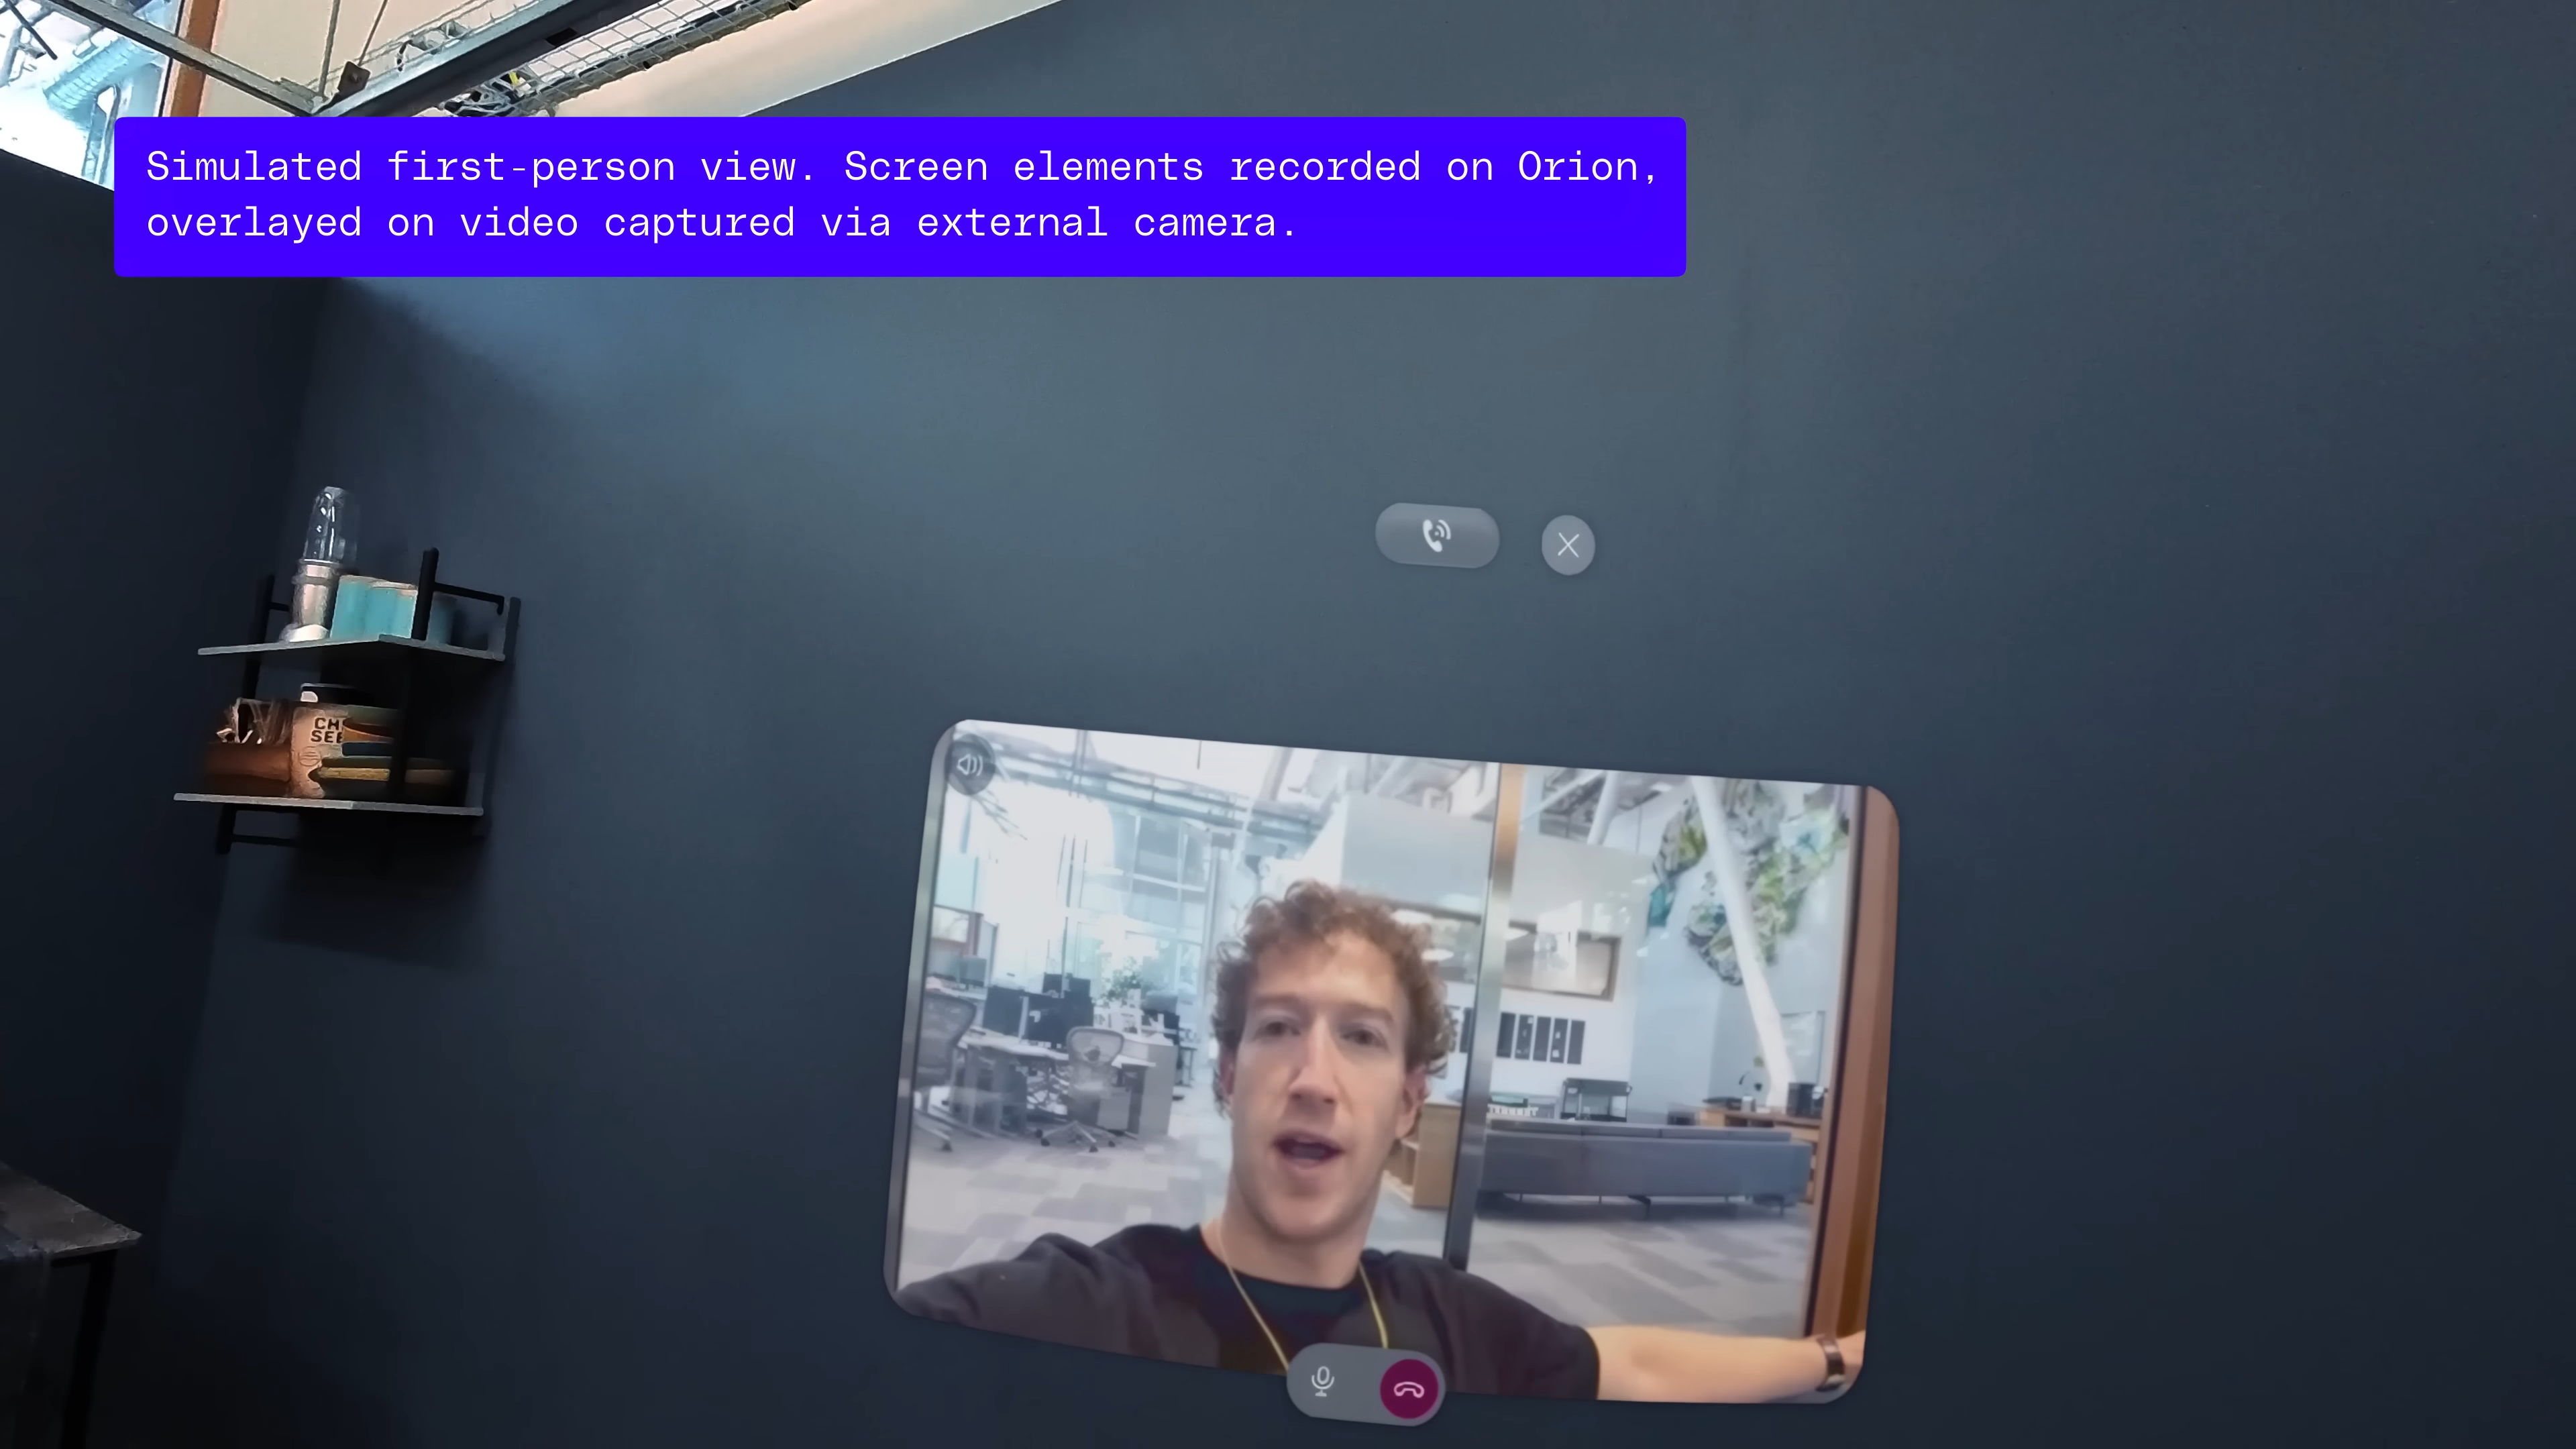 Simulated first-person view. Screen elements recorded on Orion,
overlayed on video captured via external camera.